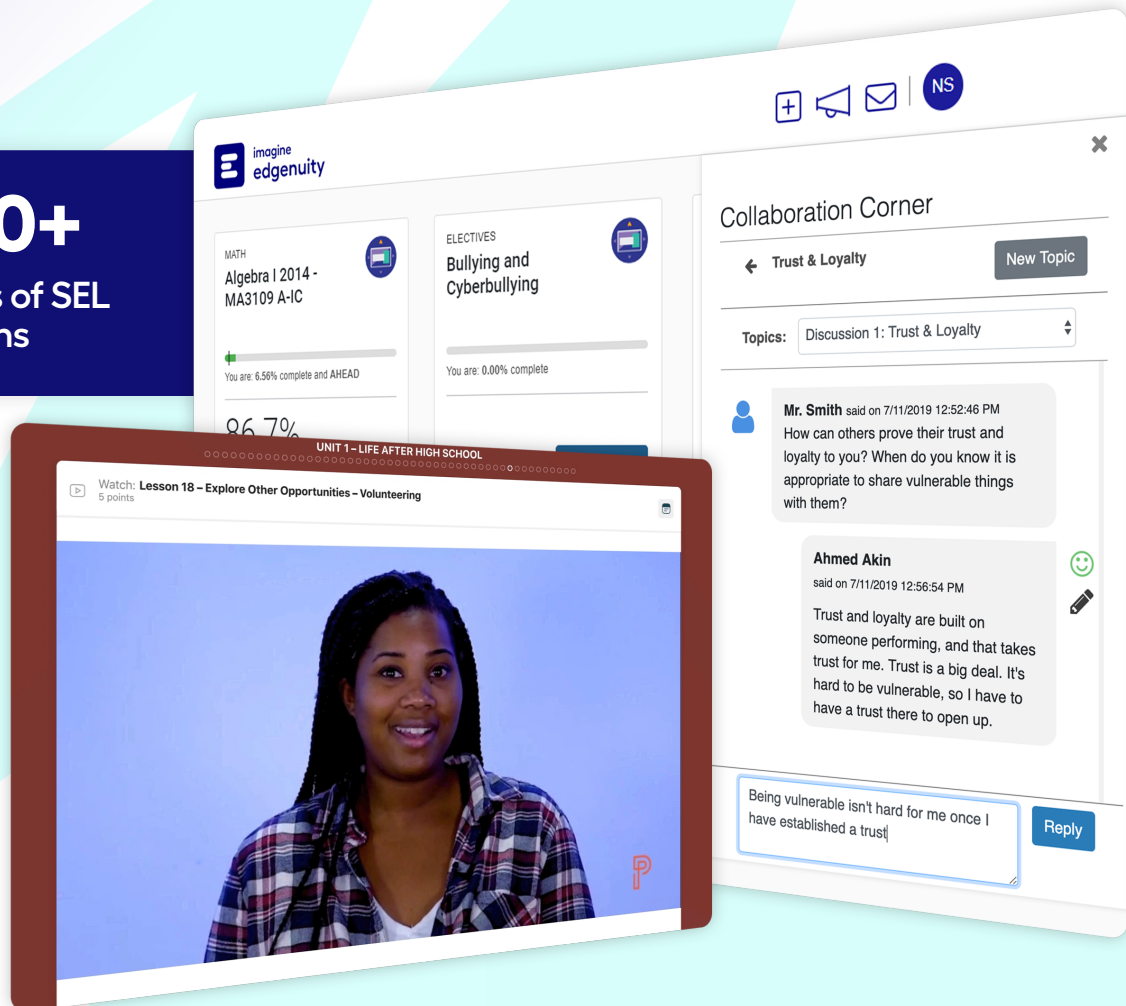 0+
of SEL
NS
imagine
edgenuity
MATH
Algebra I 2014 -
MA3109 A-IC
You are: 6.56% complete and AHEAD
86.7%
ELECTIVES
Bullying and
Cyberbullying
You are: 0.00% complete
Collaboration Corner
Trust & Loyalty
New Topic
Topics:
Discussion 1: Trust & Loyalty
Mr. Smith said on 7/11/2019 12:52:46 PM
How can others prove their trust and
loyalty to you? When do you know it is
appropriate to share vulnerable things
with them?
Ahmed Akin
said on 7/11/2019 12:56:54 PM
Trust and loyalty are built on
someone performing, and that takes
trust for me. Trust is a big deal. It's
hard to be vulnerable, so I have to
have a trust there to open up.
Being vulnerable isn't hard for me once I
have established a trust
Reply
UNIT 1 – LIFE AFTER HIGH SCHOOL
Watch: Lesson 18 – Explore Other Opportunities – Volunteering
5 points